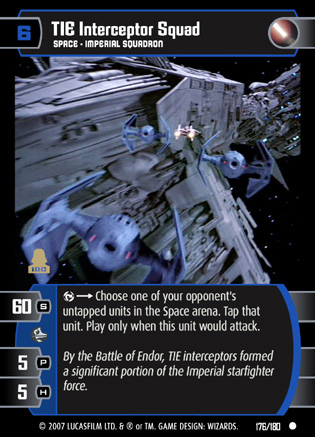 6 TIE Interceptor Squad
SPACE - IMPERIAL SQUADRON
100
60 S
Choose one of your opponent's
untapped units in the Space arena. Tap that
unit. Play only when this unit would attack.
5 P
By the Battle of Endor, TIE interceptors formed
a significant portion of the Imperial starfighter
5 H
force.
© 2007 LUCASFILM LTD. & ® or TM. GAME DESIGN: WIZARDS. 176/180